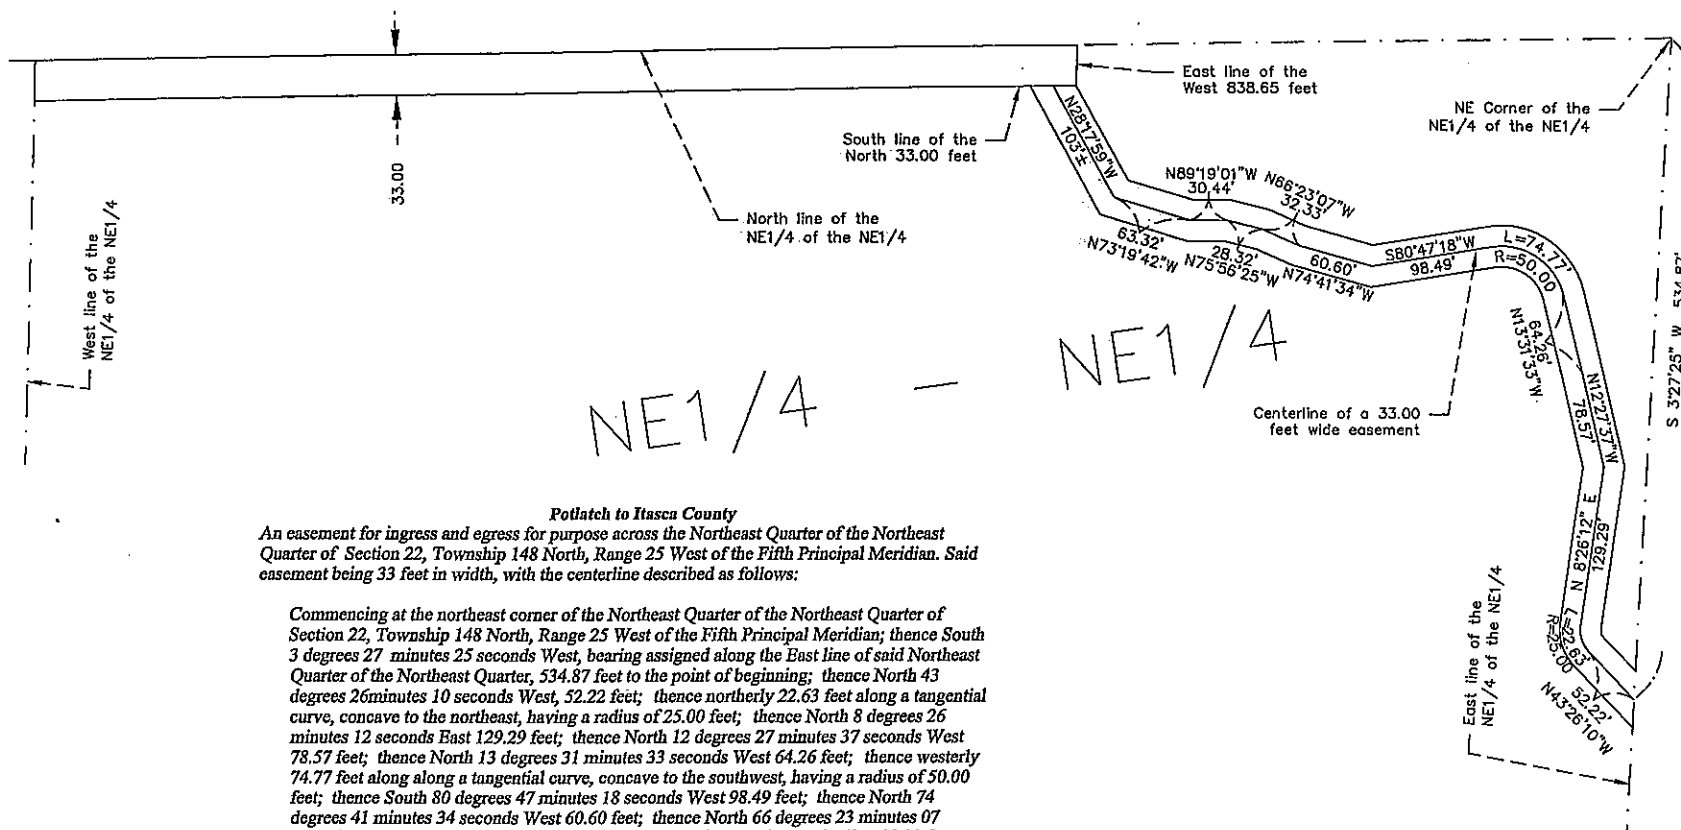 East line of the
West 838.65 feet
NE Corner of the
NE1/4 of the NE1/4
South line of the
North 33.00 feet
33.00
North line of the
NE1/4 of the NE1/4
West line of the
NE1/4 of the NE1/4
N28°17'59"W
103'±
N89°19'01"W
30.44'
N66°23'07"W
32.33'
63.32'
N73°19'42"W
28.32'
N75°56'25"W
60.60'
N74°41'34"W
S80°47'18"W
98.49'
L=74.77'
R=50.00
64.26'
N13°31'33"W
N12°27'37"W
78.57'
S 3°27'25" W 534.87'
Centerline of a 33.00
feet wide easement
NE1/4 — NE1/4
N 8°26'12" E
129.29'
L=22.63'
R=25.00
52.22'
N43°26'10"W
East line of the
NE1/4 of the NE1/4
Potlatch to Itasca County
An easement for ingress and egress for purpose across the Northeast Quarter of the Northeast
Quarter of Section 22, Township 148 North, Range 25 West of the Fifth Principal Meridian. Said
easement being 33 feet in width, with the centerline described as follows:
Commencing at the northeast corner of the Northeast Quarter of the Northeast Quarter of
Section 22, Township 148 North, Range 25 West of the Fifth Principal Meridian; thence South
3 degrees 27 minutes 25 seconds West, bearing assigned along the East line of said Northeast
Quarter of the Northeast Quarter, 534.87 feet to the point of beginning; thence North 43
degrees 26minutes 10 seconds West, 52.22 feet; thence northerly 22.63 feet along a tangential
curve, concave to the northeast, having a radius of 25.00 feet; thence North 8 degrees 26
minutes 12 seconds East 129.29 feet; thence North 12 degrees 27 minutes 37 seconds West
78.57 feet; thence North 13 degrees 31 minutes 33 seconds West 64.26 feet; thence westerly
74.77 feet along along a tangential curve, concave to the southwest, having a radius of 50.00
feet; thence South 80 degrees 47 minutes 18 seconds West 98.49 feet; thence North 74
degrees 41 minutes 34 seconds West 60.60 feet; thence North 66 degrees 23 minutes 07